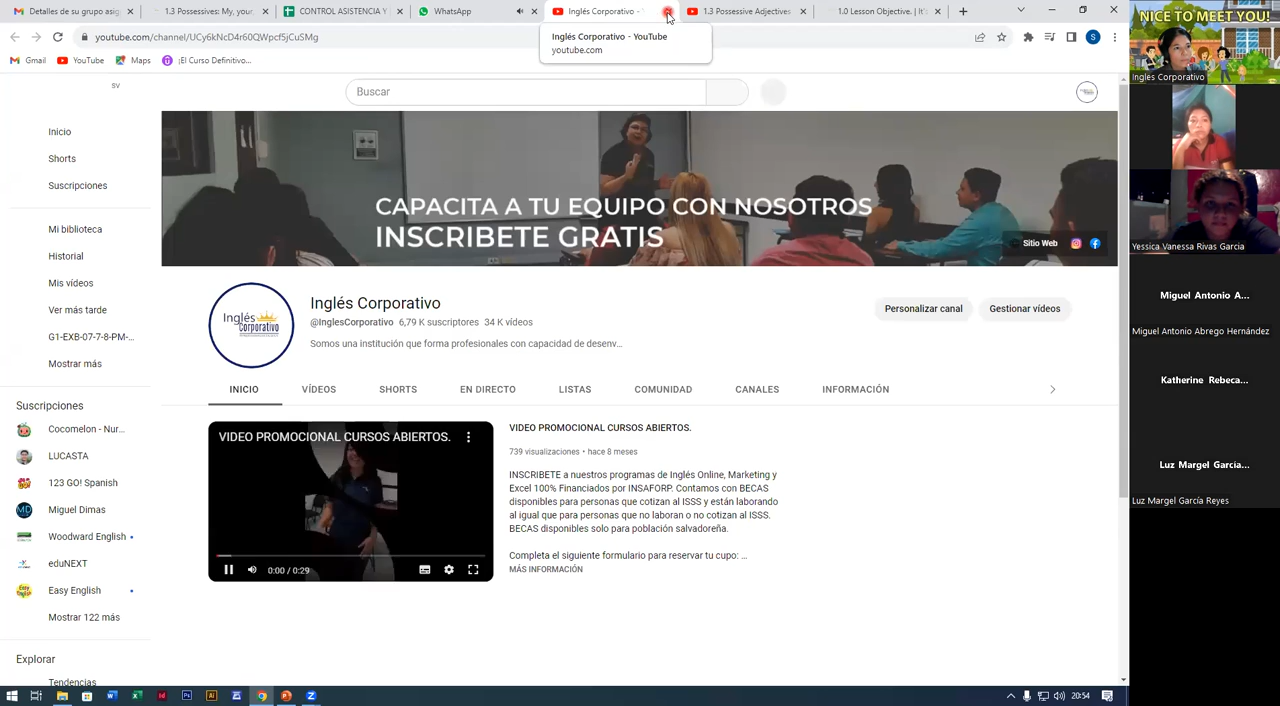 Detalles de su grupo asig
1.3 Possesives: My, your,
CONTROL ASISTENCIA Y
WhatsApp
Inglés Corporativo -
1.3 Possessive Adjectives
1.0 Lesson Objective. | It's
youtube.com/channel/UCy6kNcD4r60QWpcf5jCuSMg
Inglés Corporativo - YouTube
youtube.com
S
Gmail
YouTube
Maps
¡El Curso Definitivo...
SV
Buscar
Inicio
Shorts
Suscripciones
Mi biblioteca
Historial
Mis vídeos
Ver más tarde
G1-EXB-07-7-8-PM-...
Mostrar más
Suscripciones
Cocomelon - Nur...
LUCASTA
123 GO! Spanish
MD
Miguel Dimas
Woodward English
eduNEXT
Easy English
Mostrar 122 más
Explorar
Tendencias
CAPACITA A TU EQUIPO CON NOSOTROS
INSCRIBETE GRATIS
Sitio Web
Inglés
Corporativo
Inglés Corporativo
@InglesCorporativo 6,79 K suscriptores 34 K vídeos
Somos una institución que forma profesionales con capacidad de desenv...
Personalizar canal
Gestionar vídeos
INICIO
VÍDEOS
SHORTS
EN DIRECTO
LISTAS
COMUNIDAD
CANALES
INFORMACIÓN
VIDEO PROMOCIONAL CURSOS ABIERTOS.
0:00 / 0:29
VIDEO PROMOCIONAL CURSOS ABIERTOS.
739 visualizaciones • hace 8 meses
INSCRIBETE a nuestros programas de Inglés Online, Marketing y
Excel 100% Financiados por INSAFORP. Contamos con BECAS
disponibles para personas que cotizan al ISSS y están laborando
al igual que para personas que no laboran o no cotizan al ISSS.
BECAS disponibles solo para población salvadoreña.
Completa el siguiente formulario para reservar tu cupo: ...
MÁS INFORMACIÓN
NICE TO MEET YOU!
Ingles Corporativo
Yessica Vanessa Rivas Garcia
Miguel Antonio A...
Miguel Antonio Abrego Hernández
Katherine Rebeca...
Luz Margel García...
Luz Margel García Reyes
20:54